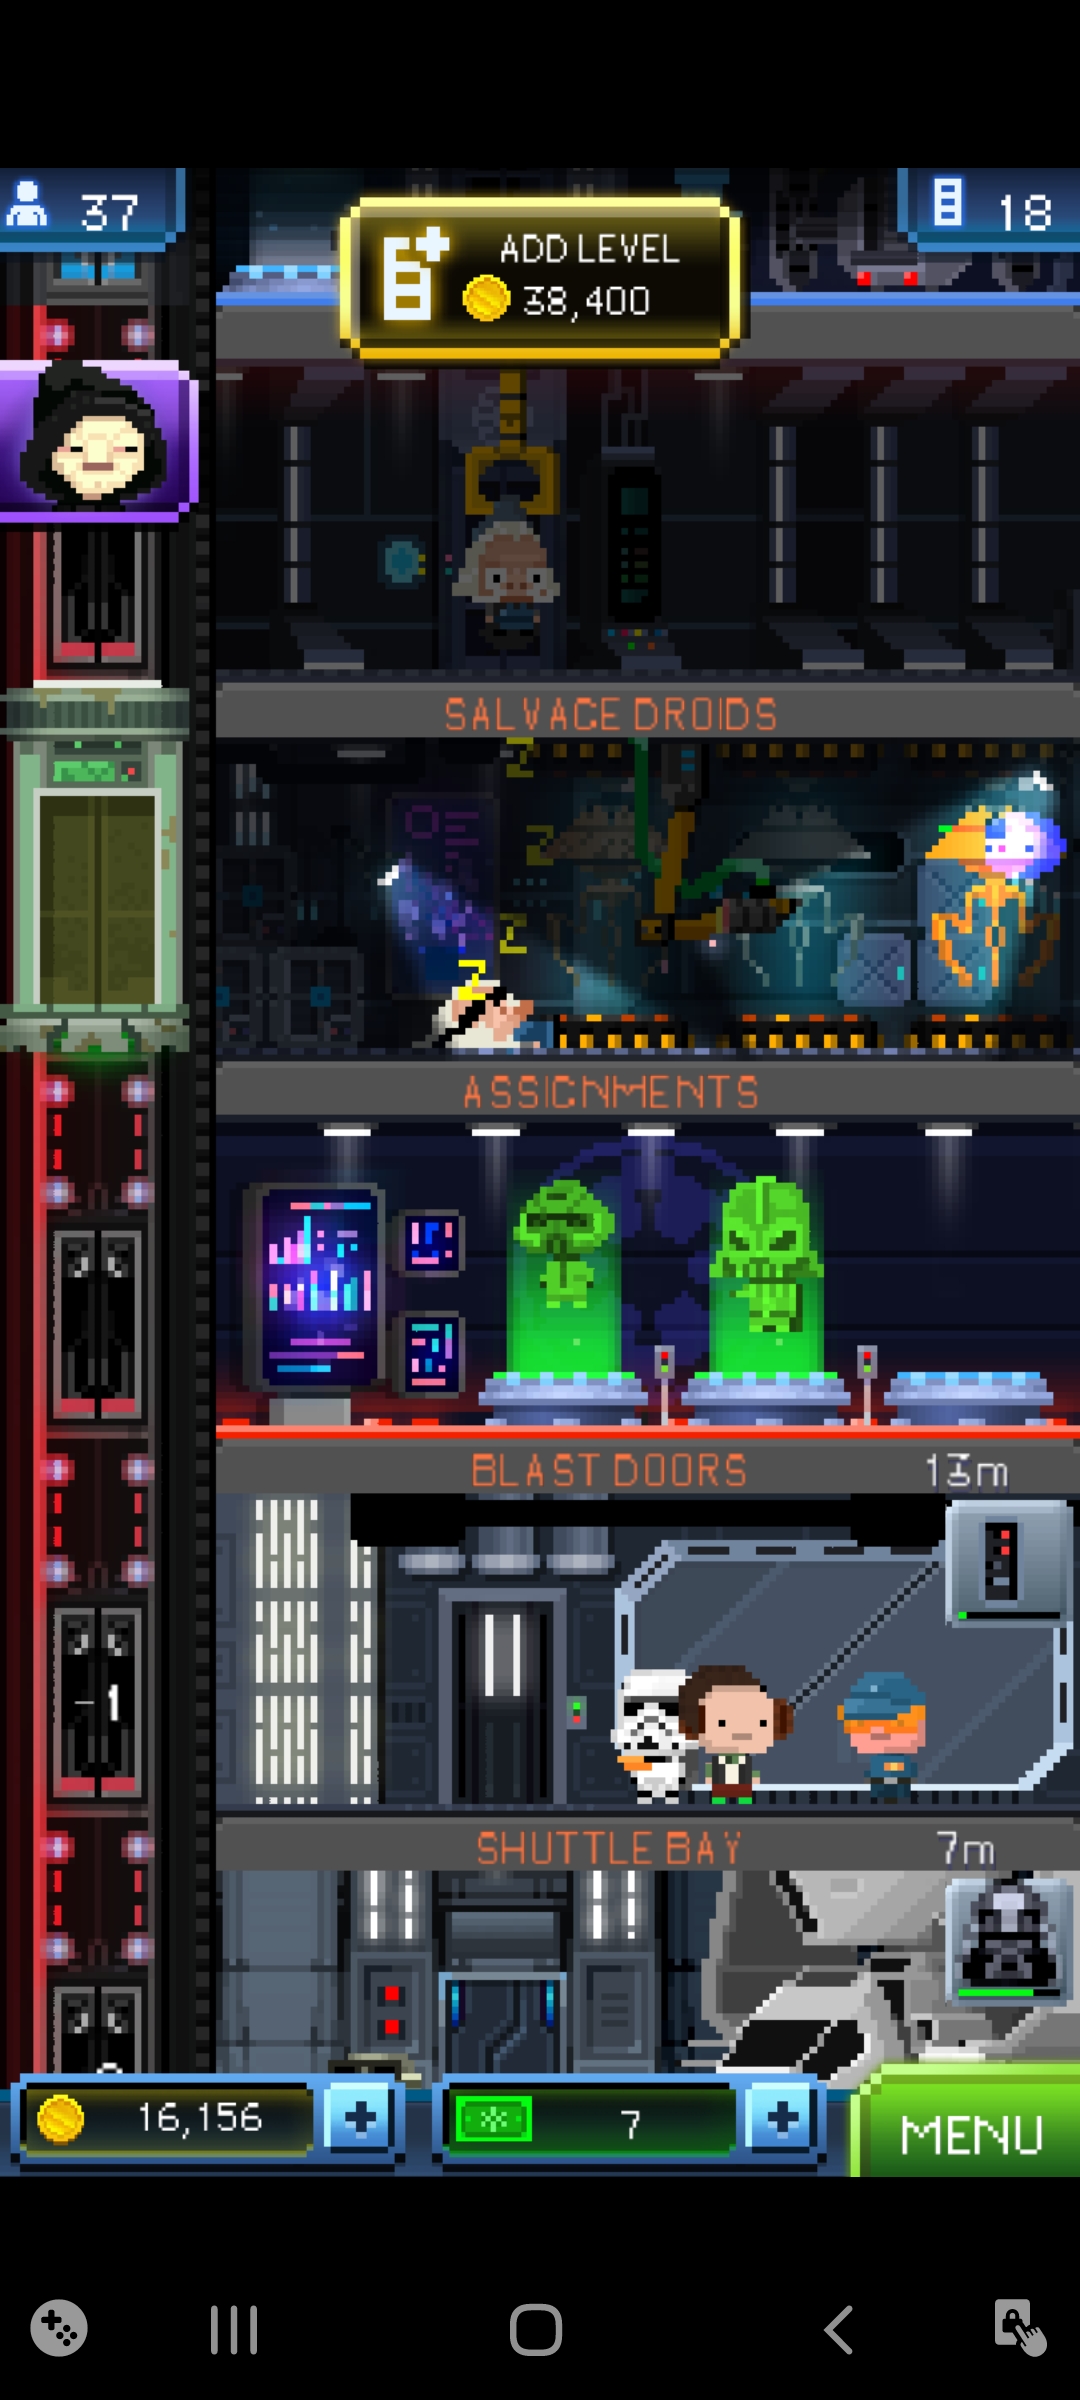 37
18
ADD LEVEL
38,400
SALVAGE DROIDS
Z
Z
Z
Z
ASSIGNMENTS
BLAST DOORS 13m
-1
SHUTTLE BAY 7m
16,156
7
MENU